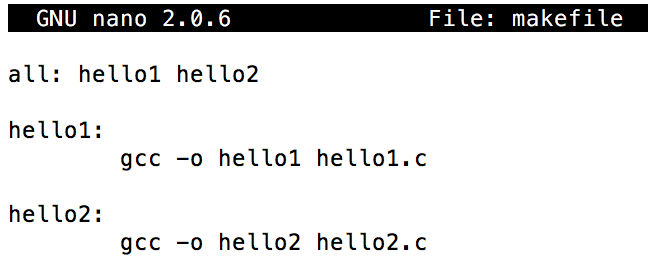 GNU nano 2.0.6 File: makefile
all: hello1 hello2
hello1:
gcc -o hello1 hello1.c
hello2:
gcc -o hello2 hello2.c